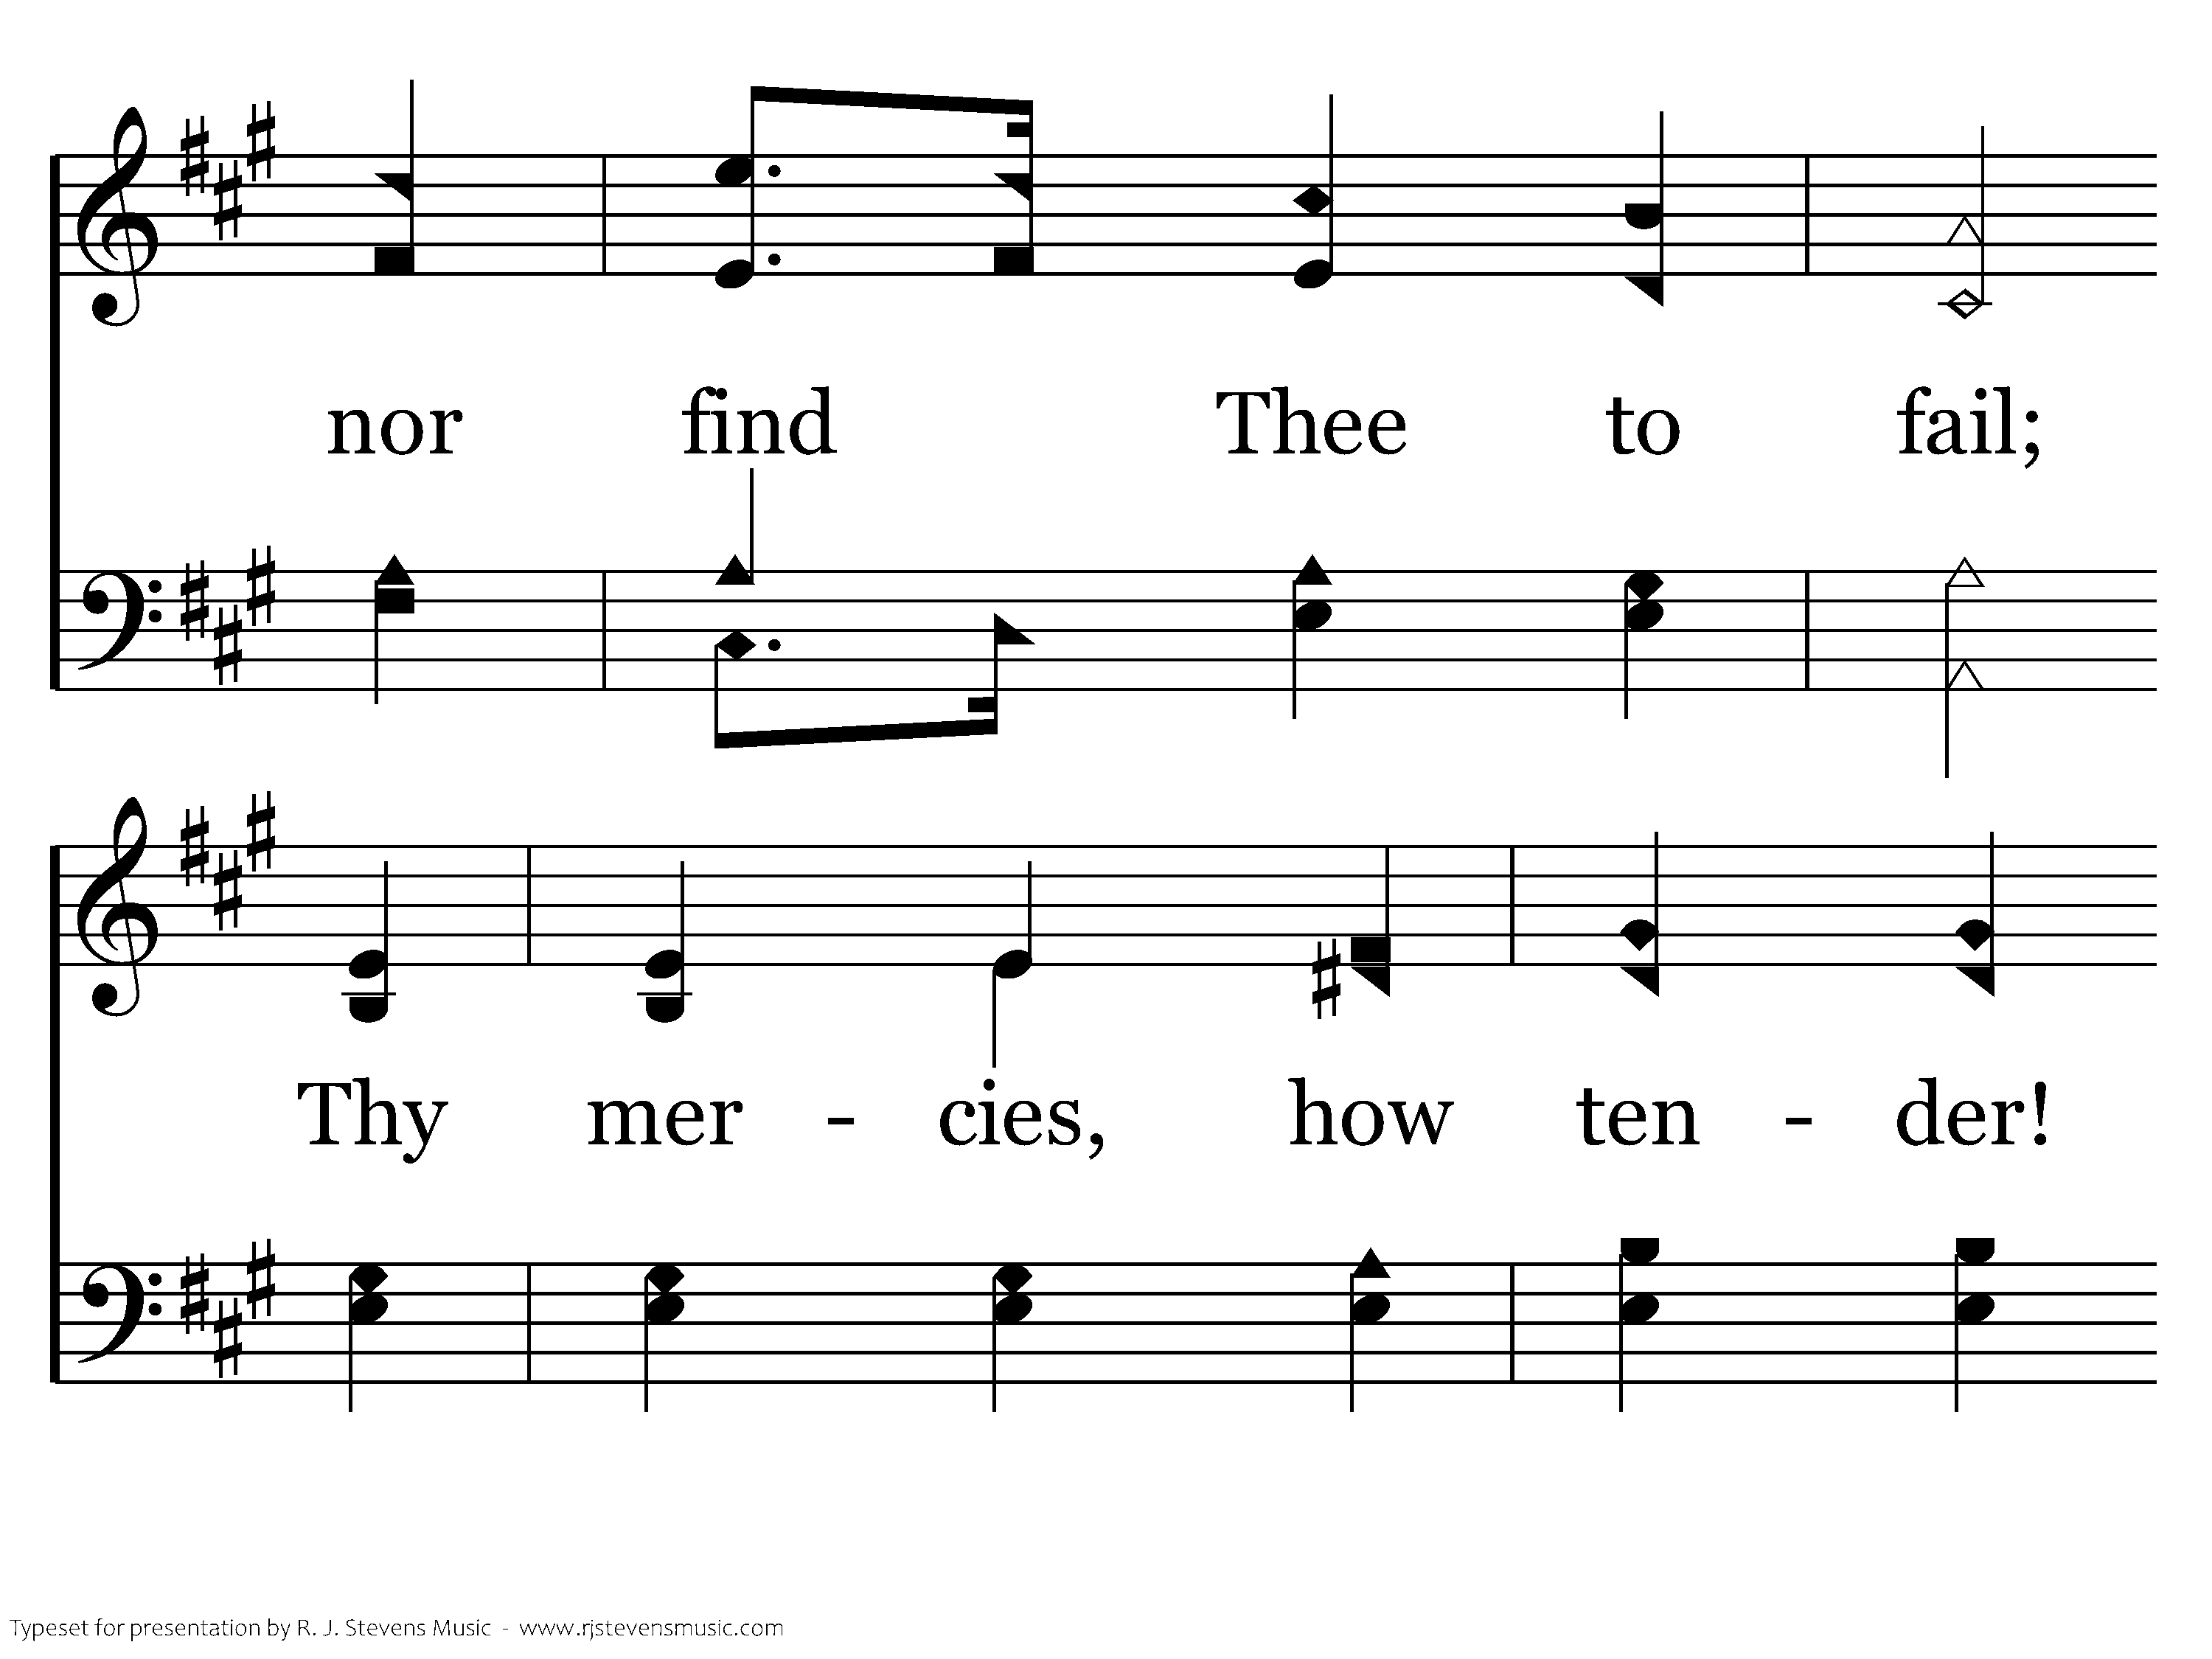 nor find Thee to fail;
Thy mer - cies, how ten - der!
Typeset for presentation by R. J. Stevens Music - www.rjstevensmusic.com